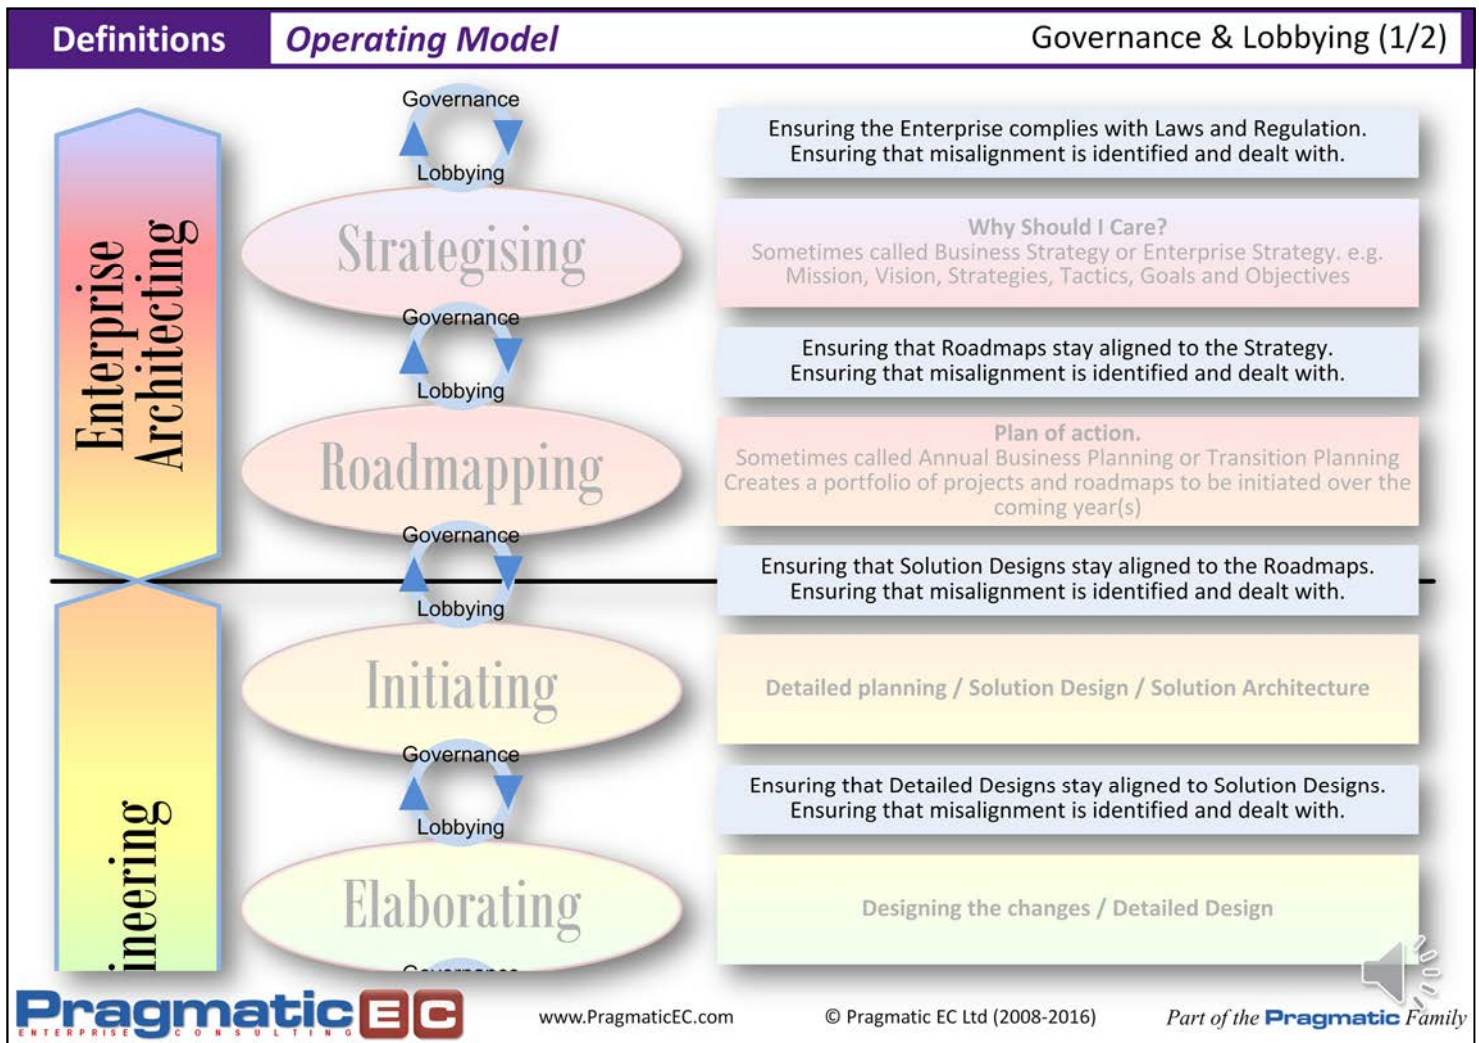 Definitions
Operating Model
Governance & Lobbying (1/2)
Enterprise
Architecting
Governance
Lobbying
Ensuring the Enterprise complies with Laws and Regulation.
Ensuring that misalignment is identified and dealt with.
Strategising
Why Should I Care?
Sometimes called Business Strategy or Enterprise Strategy. e.g.
Mission, Vision, Strategies, Tactics, Goals and Objectives
Governance
Lobbying
Ensuring that Roadmaps stay aligned to the Strategy.
Ensuring that misalignment is identified and dealt with.
Roadmapping
Plan of action.
Sometimes called Annual Business Planning or Transition Planning
Creates a portfolio of projects and roadmaps to be initiated over the
coming year(s)
Governance
Lobbying
Ensuring that Solution Designs stay aligned to the Roadmaps.
Ensuring that misalignment is identified and dealt with.
ineering
Initiating
Detailed planning / Solution Design / Solution Architecture
Governance
Lobbying
Ensuring that Detailed Designs stay aligned to Solution Designs.
Ensuring that misalignment is identified and dealt with.
Elaborating
Designing the changes / Detailed Design
Pragmatic EC
ENTERPRISE CONSULTING
www.PragmaticEC.com
© Pragmatic EC Ltd (2008-2016)
Part of the Pragmatic Family